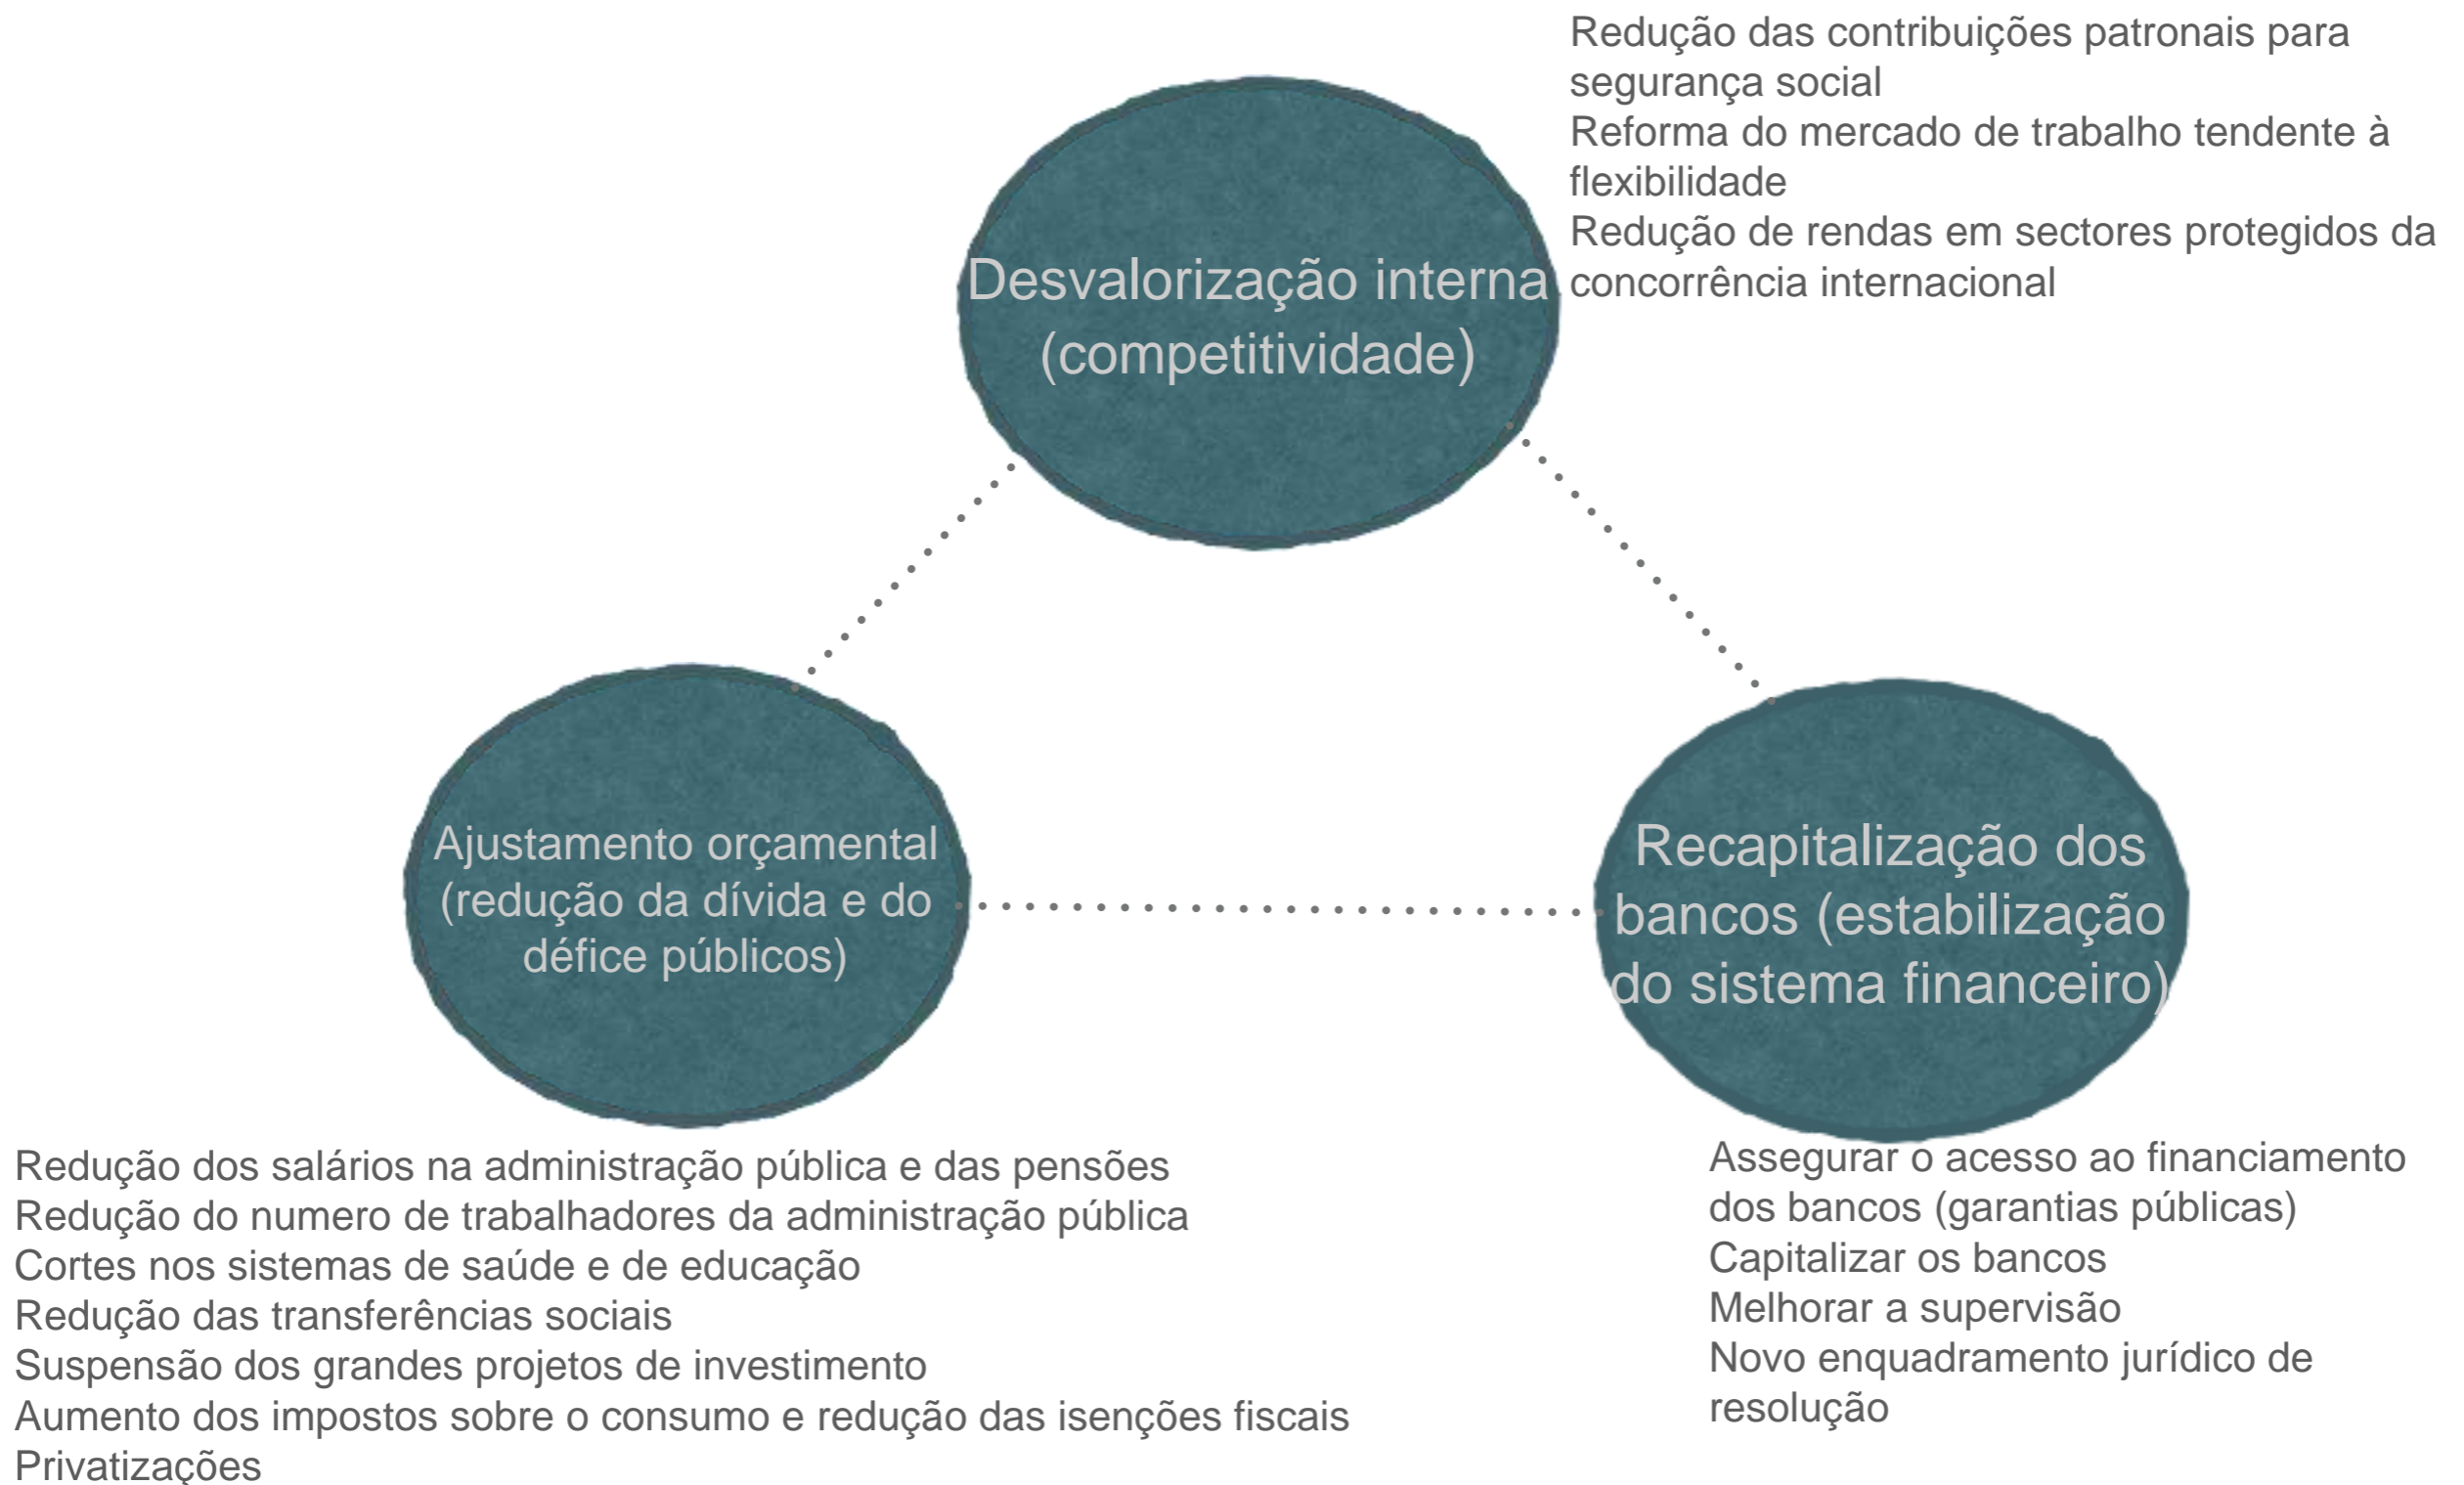 Redução das contribuições patronais para
segurança social
Reforma do mercado de trabalho tendente à
flexibilidade
Redução de rendas em sectores protegidos da
concorrência internacional
Desvalorização interna
(competitividade)
Ajustamento orçamental
(redução da dívida e do
défice públicos)
Recapitalização dos
bancos (estabilização
do sistema financeiro)
Redução dos salários na administração pública e das pensões
Redução do numero de trabalhadores da administração pública
Cortes nos sistemas de saúde e de educação
Redução das transferências sociais
Suspensão dos grandes projetos de investimento
Aumento dos impostos sobre o consumo e redução das isenções fiscais
Privatizações
Assegurar o acesso ao financiamento
dos bancos (garantias públicas)
Capitalizar os bancos
Melhorar a supervisão
Novo enquadramento jurídico de
resolução